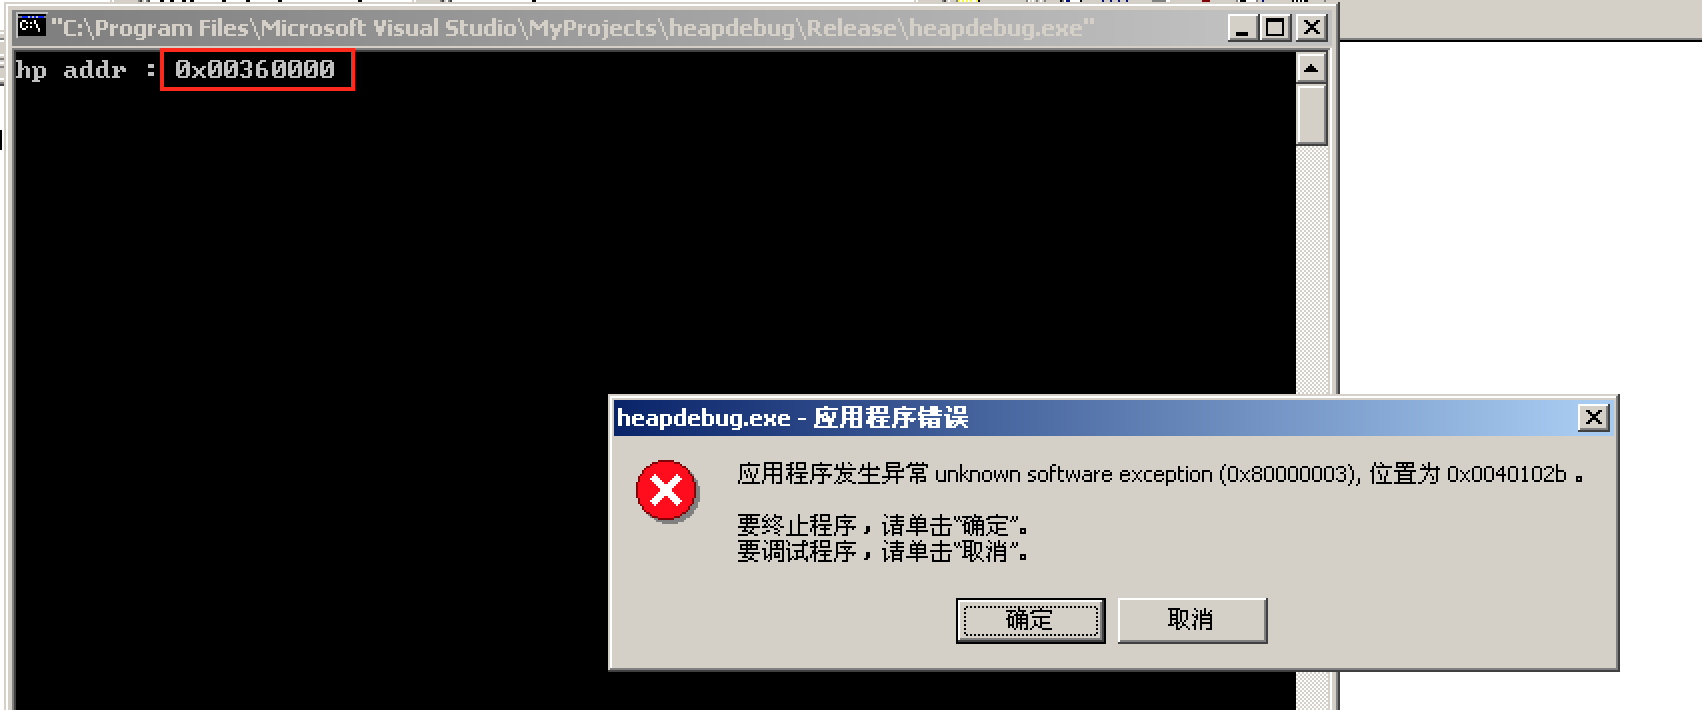 C:\
"C:\Program Files\Microsoft Visual Studio\MyProjects\heapdebug\Release\heapdebug.exe"
hp addr : 0x00360000
heapdebug.exe - 应用程序错误
应用程序发生异常 unknown software exception (0x80000003), 位置为 0x0040102b 。
要终止程序，请单击“确定”。
要调试程序，请单击“取消”。
确定
取消